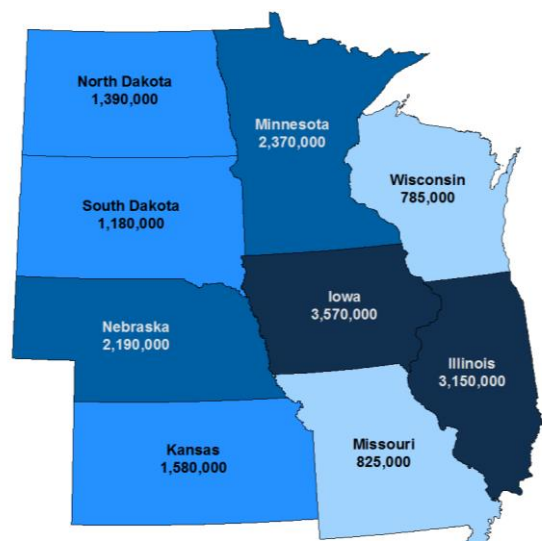 North Dakota
1,390,000
Minnesota
2,370,000
Wisconsin
785,000
South Dakota
1,180,000
Iowa
3,570,000
Nebraska
2,190,000
Illinois
3,150,000
Kansas
1,580,000
Missouri
825,000